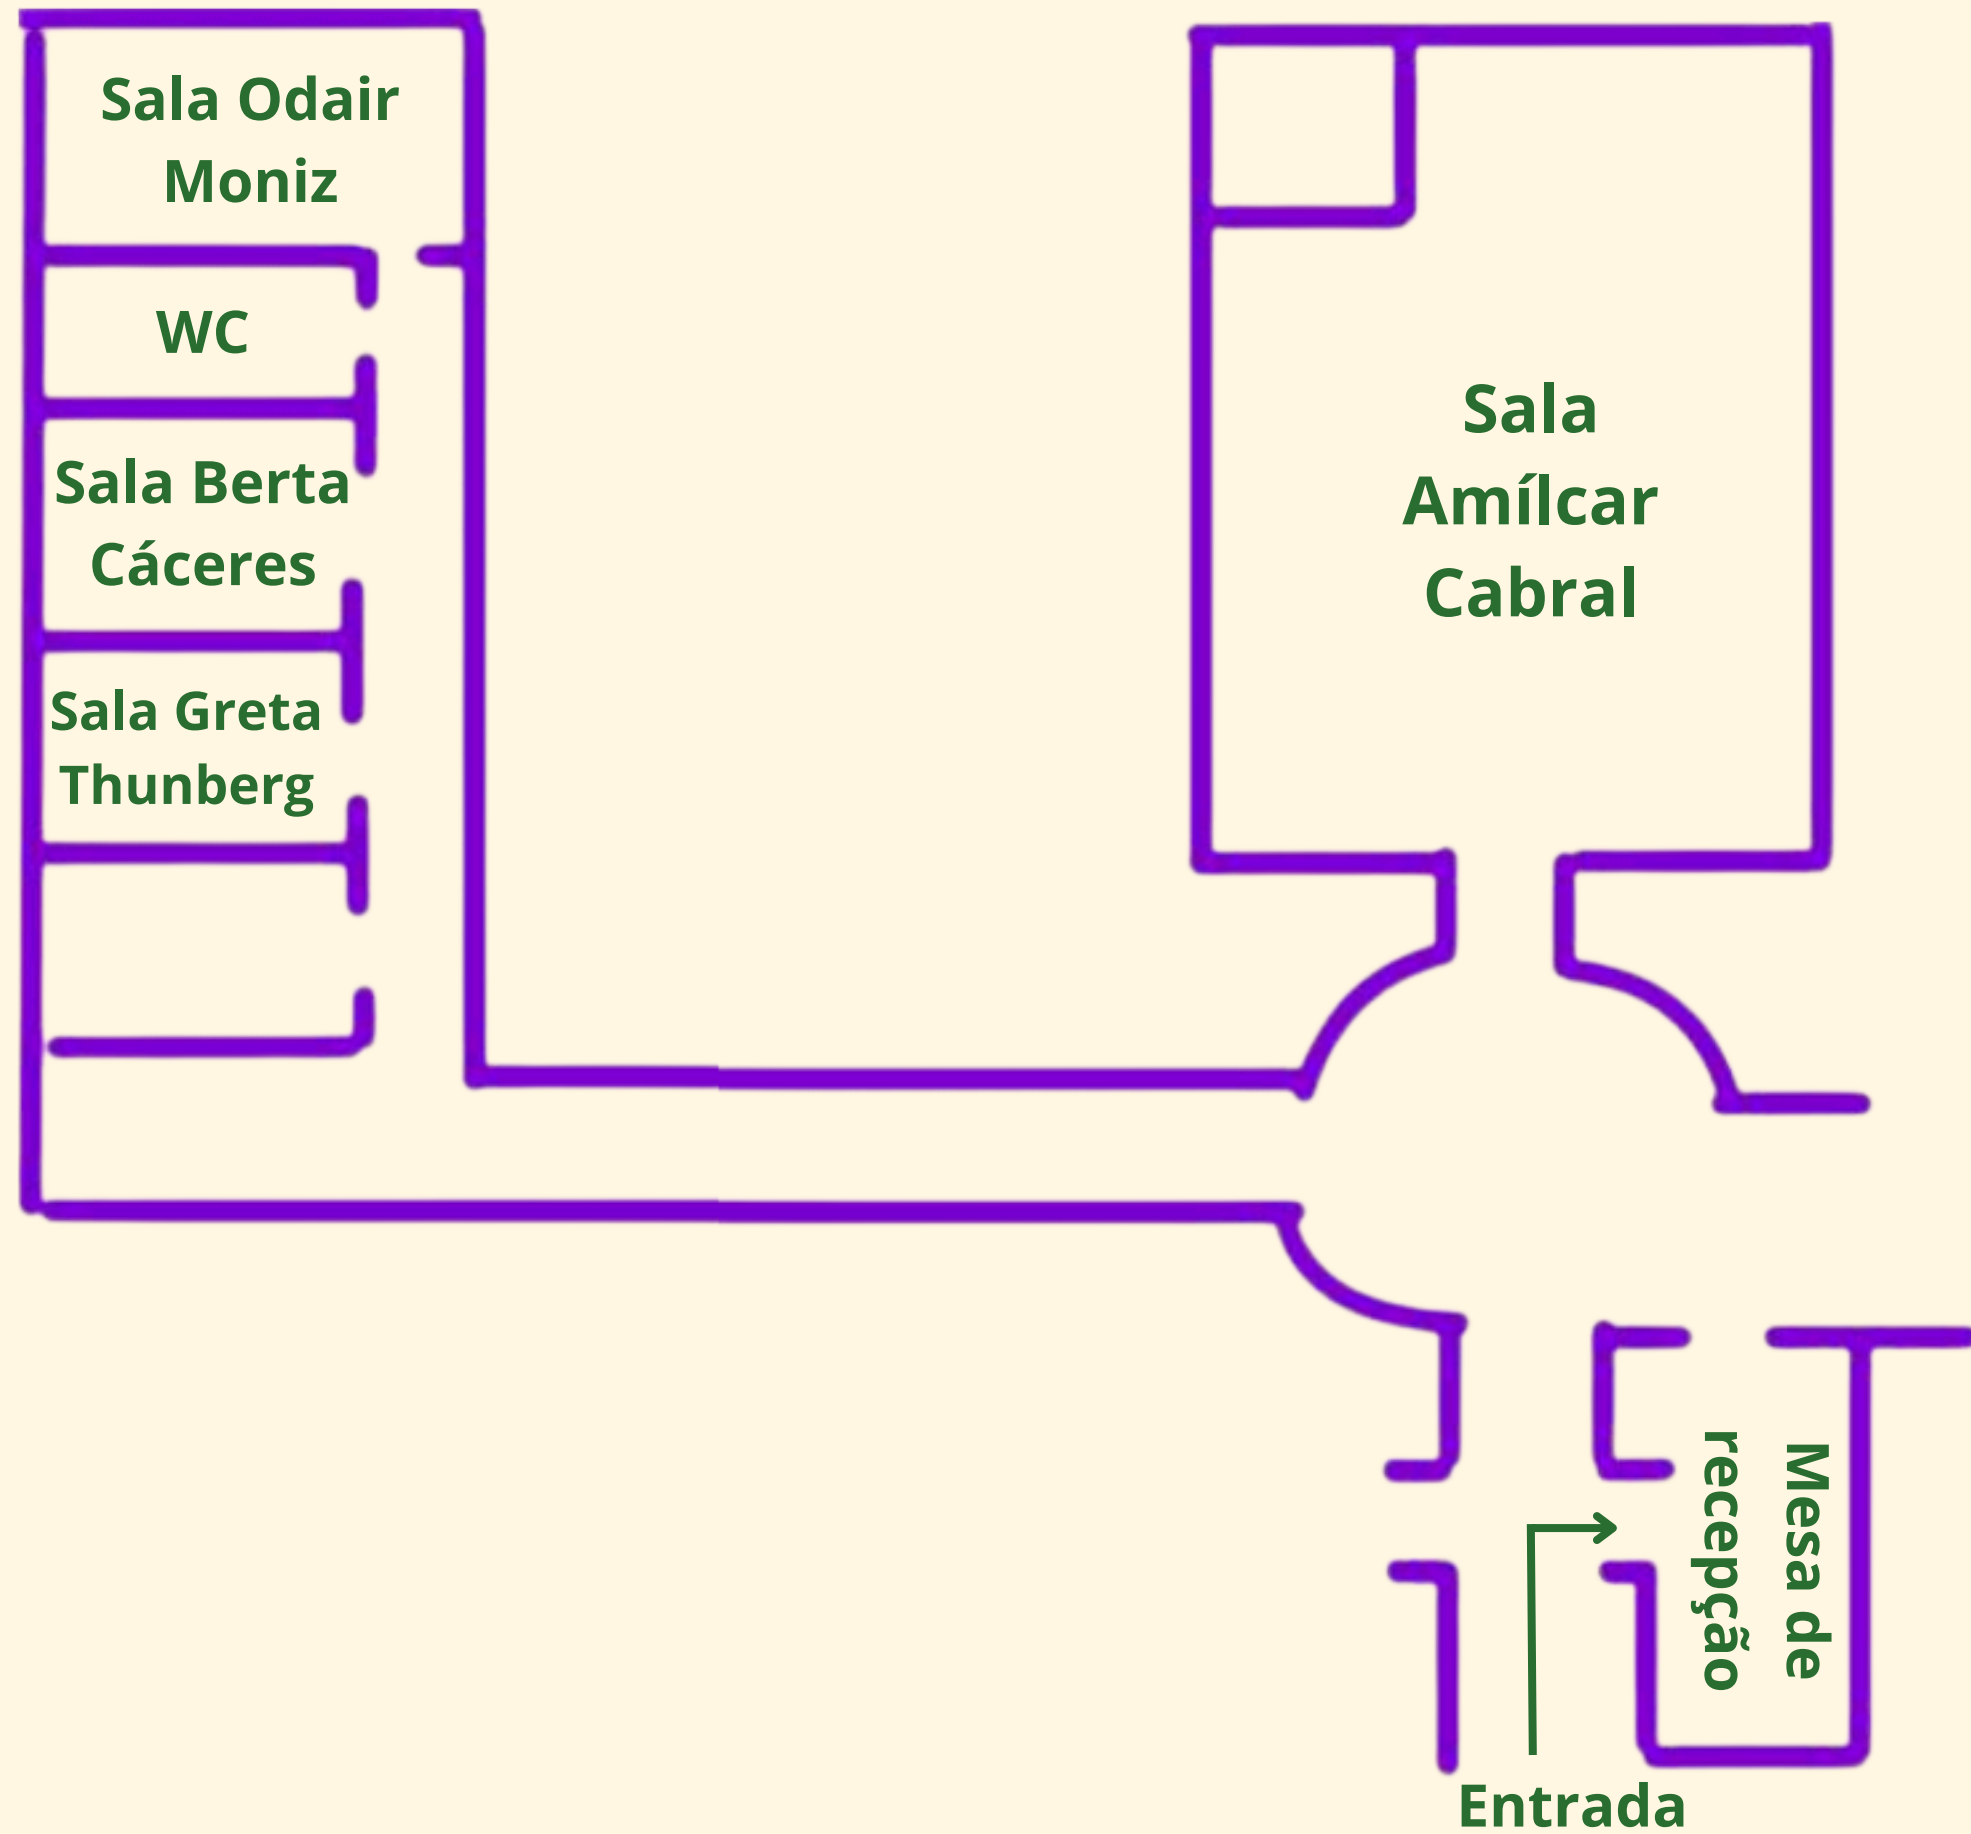 Sala Odair
Moniz
WC
Sala Berta
Cáceres
Sala Greta
Thunberg
Sala
Amílcar
Cabral
Mesa de
recepção
Entrada